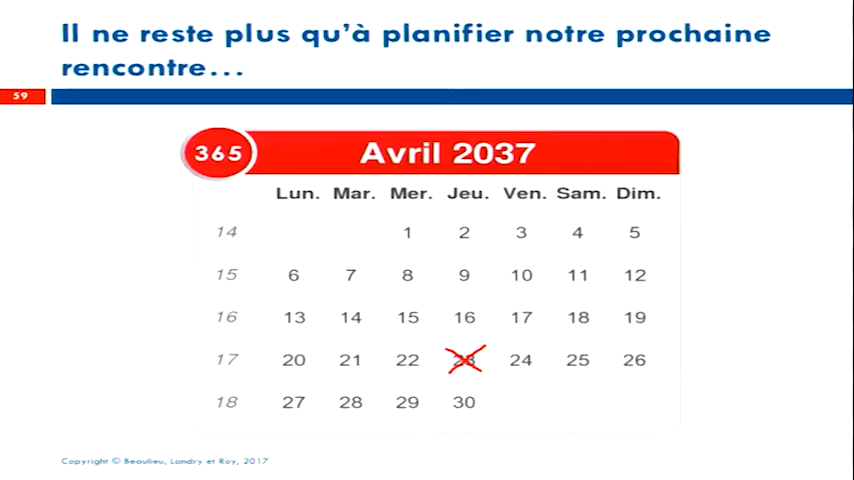 Il ne reste plus qu'à planifier notre prochaine
rencontre...
59
365 Avril 2037
Lun. Mar. Mer. Jeu. Ven. Sam. Dim.
14 1 2 3 4 5
15 6 7 8 9 10 11 12
16 13 14 15 16 17 18 19
17 20 21 22 23 24 25 26
18 27 28 29 30
Copyright © Beaulieu, Landry et Roy, 2017